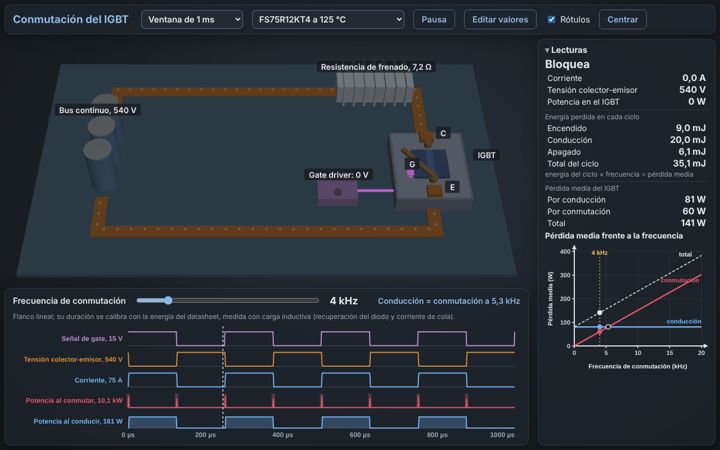 Conmutación del IGBT
Ventana de 1 ms
FS75R12KT4 a 125 °C
Pausa
Editar valores
Rótulos
Centrar
Resistencia de frenado, 7,2 Ω
Bus continuo, 540 V
C
G
IGBT
Gate driver: 0 V
E
Lecturas
Bloquea
Corriente 0,0 A
Tensión colector-emisor 540 V
Potencia en el IGBT 0 W
Energía perdida en cada ciclo
Encendido 9,0 mJ
Conducción 20,0 mJ
Apagado 6,1 mJ
Total del ciclo 35,1 mJ
energía del ciclo × frecuencia = pérdida media
Pérdida media del IGBT
Por conducción 81 W
Por conmutación 60 W
Total 141 W
Pérdida media frente a la frecuencia
4 kHz
total
conmutación
conducción
Pérdida media (W)
400
300
200
100
0
0 5 10 15 20
Frecuencia de conmutación (kHz)
Frecuencia de conmutación
4 kHz
Conducción = conmutación a 5,3 kHz
Flanco lineal; su duración se calibra con la energía del datasheet, medida con carga inductiva (recuperación del diodo y corriente de cola).
Señal de gate, 15 V
Tensión colector-emisor, 540 V
Corriente, 75 A
Potencia al conmutar, 10,1 kW
Potencia al conducir, 161 W
0 µs 200 µs 400 µs 600 µs 800 µs 1000 µs